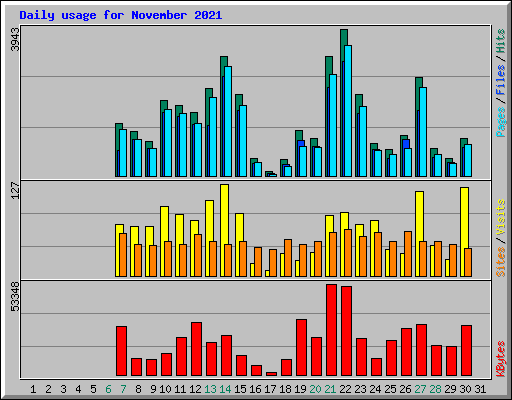 Daily usage for November 2021
3943
127
53348
Pages / Files / Hits
Sites / Visits
KBytes
1 2 3 4 5 6 7 8 9 10 11 12 13 14 15 16 17 18 19 20 21 22 23 24 25 26 27 28 29 30 31